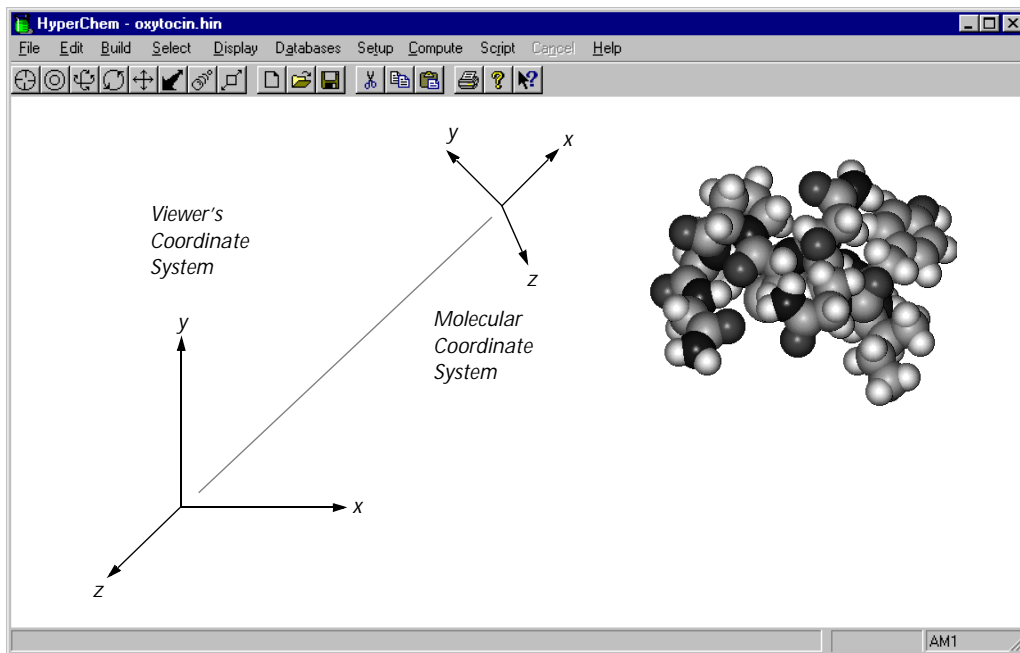 HyperChem - oxytocin.hin
File Edit Build Select Display Databases Setup Compute Script Cancel Help
y
x
z
Viewer's
Coordinate
System
Molecular
Coordinate
System
y
x
z
AM1